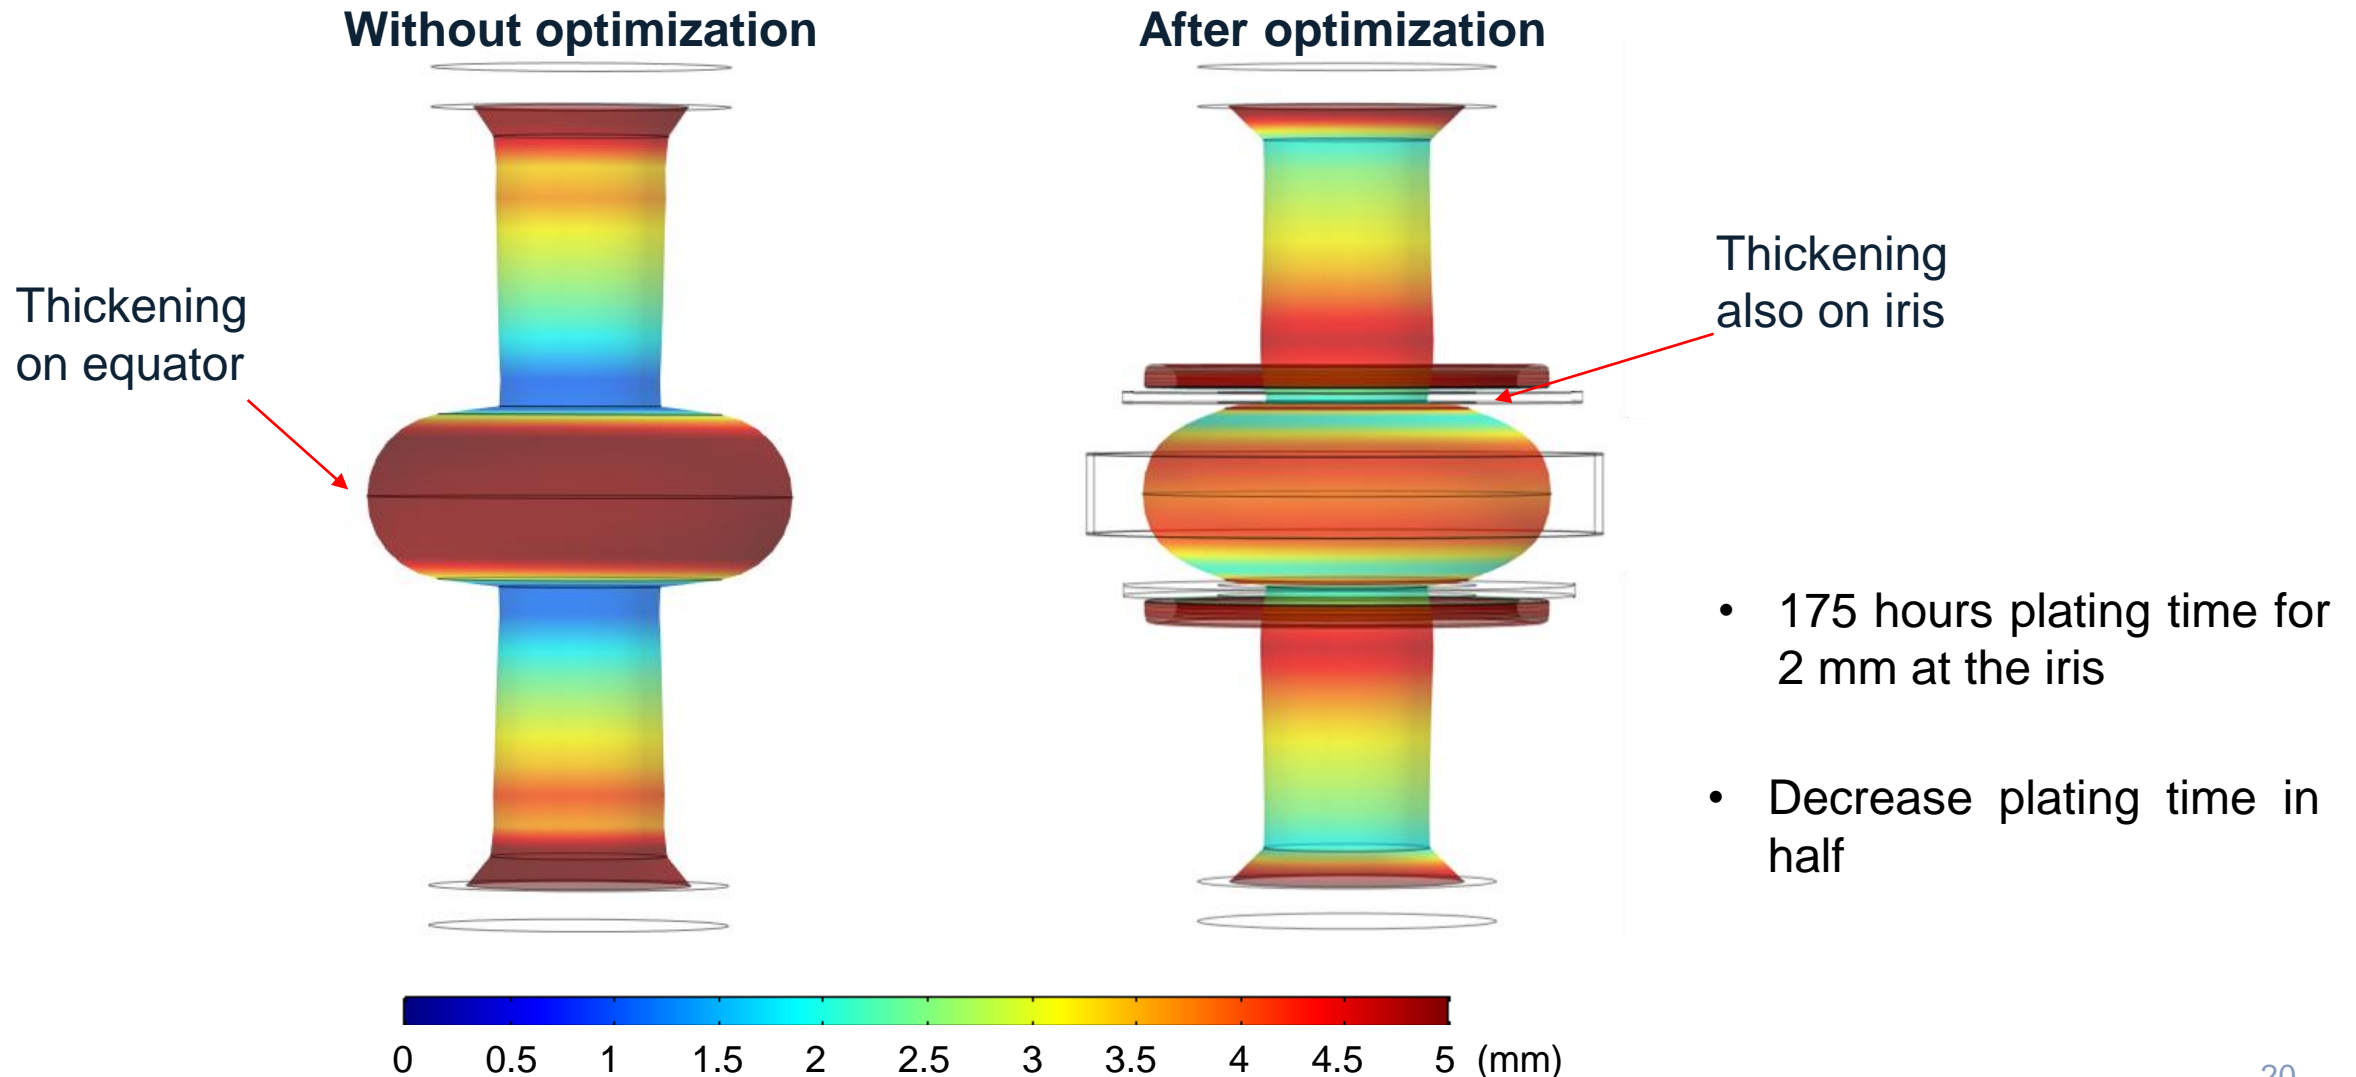 Without optimization
After optimization
Thickening
on equator
Thickening
also on iris
• 175 hours plating time for
2 mm at the iris
• Decrease plating time in
half
0 0.5 1 1.5 2 2.5 3 3.5 4 4.5 5 (mm)
20